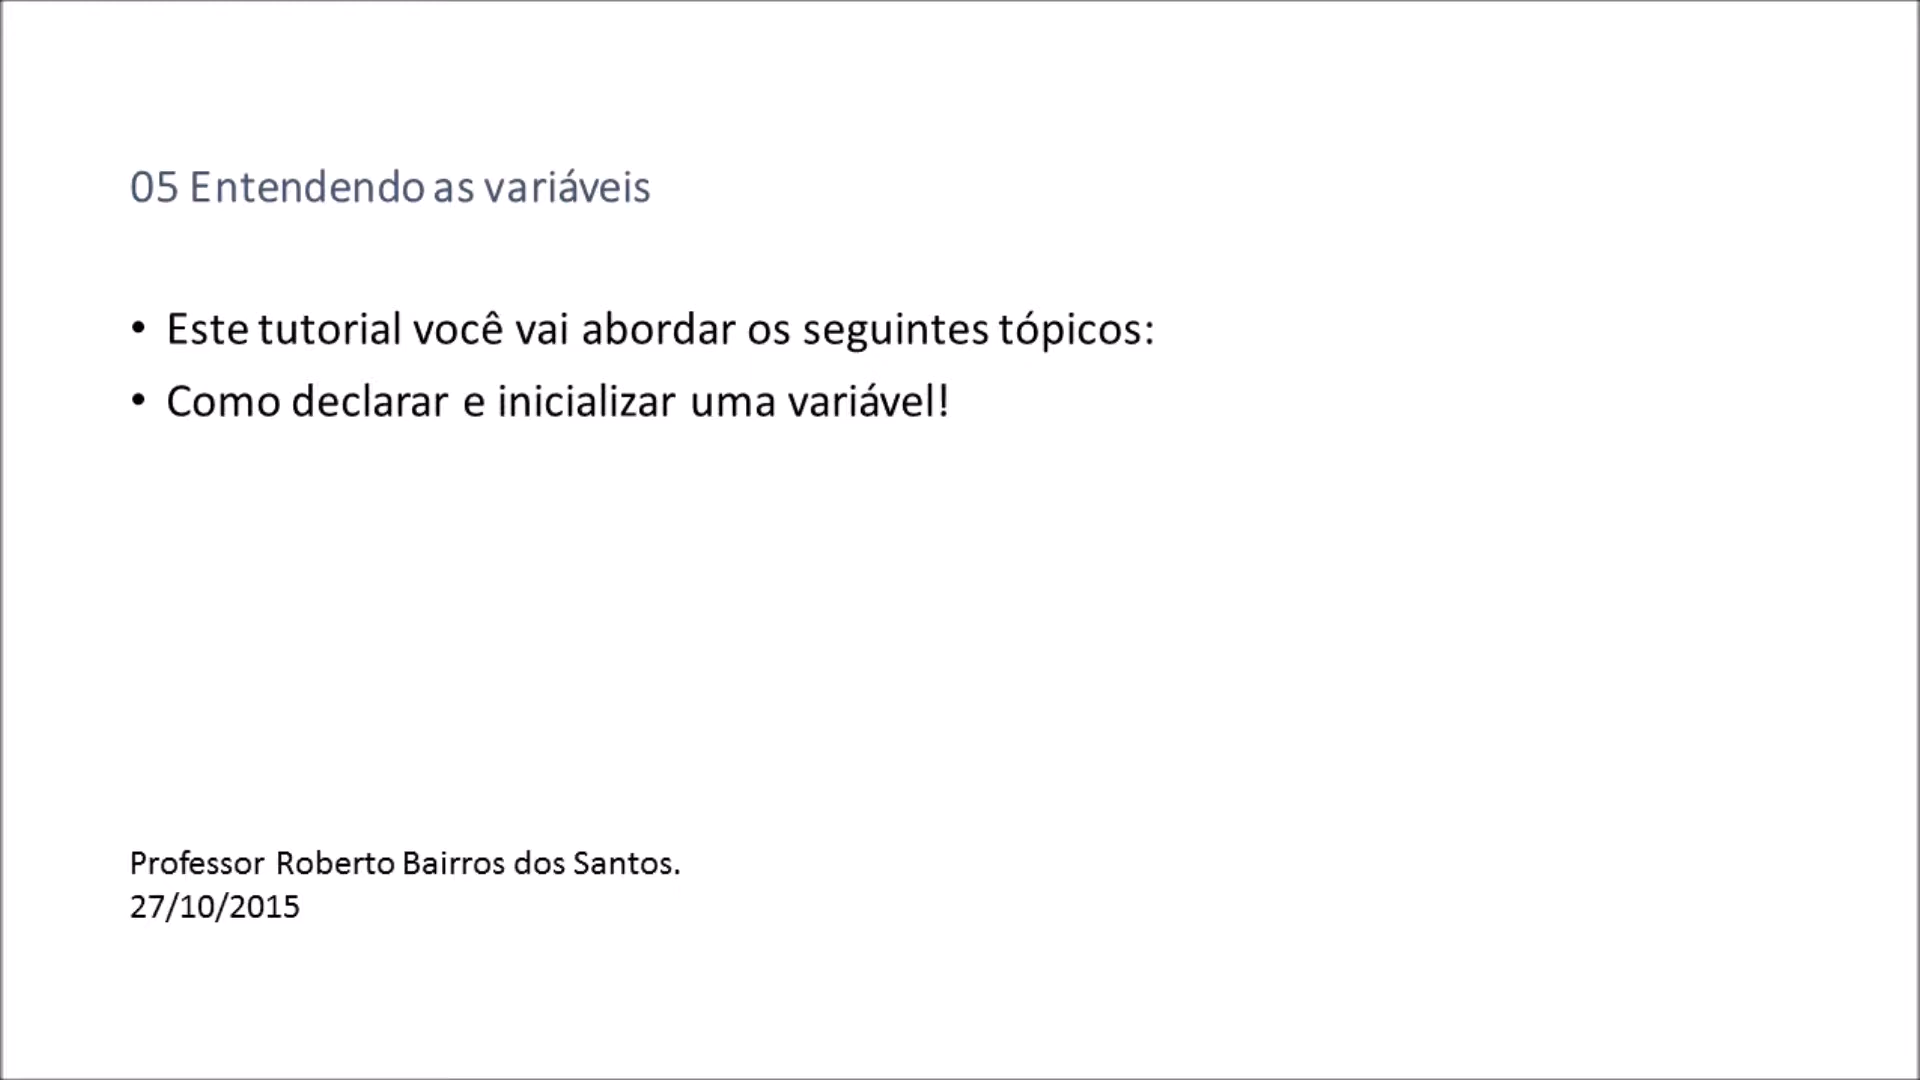 05 Entendendo as variáveis
• Este tutorial você vai abordar os seguintes tópicos:
• Como declarar e inicializar uma variável!
Professor Roberto Bairros dos Santos.
27/10/2015